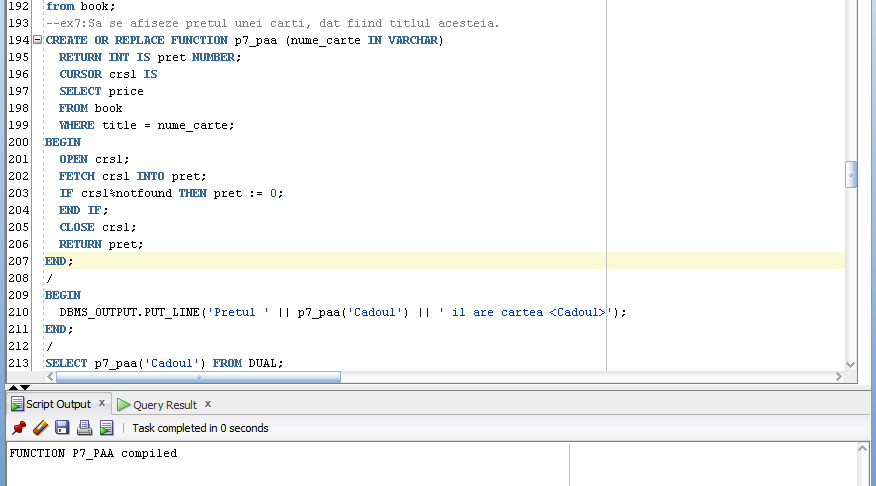 192 from book;
193 --ex7:Sa se afiseze pretul unei carti, dat fiind titlul acesteia.
194 CREATE OR REPLACE FUNCTION p7_paa (nume_carte IN VARCHAR)
195 RETURN INT IS pret NUMBER;
196 CURSOR crs1 IS
197 SELECT price
198 FROM book
199 WHERE title = nume_carte;
200 BEGIN
201 OPEN crs1;
202 FETCH crs1 INTO pret;
203 IF crs1%notfound THEN pret := 0;
204 END IF;
205 CLOSE crs1;
206 RETURN pret;
207 END;
208 /
209 BEGIN
210 DBMS_OUTPUT.PUT_LINE('Pretul ' || p7_paa('Cadoul') || ' il are cartea <Cadoul>');
211 END;
212 /
213 SELECT p7_paa('Cadoul') FROM DUAL;
Script Output x Query Result x
Task completed in 0 seconds
FUNCTION P7_PAA compiled